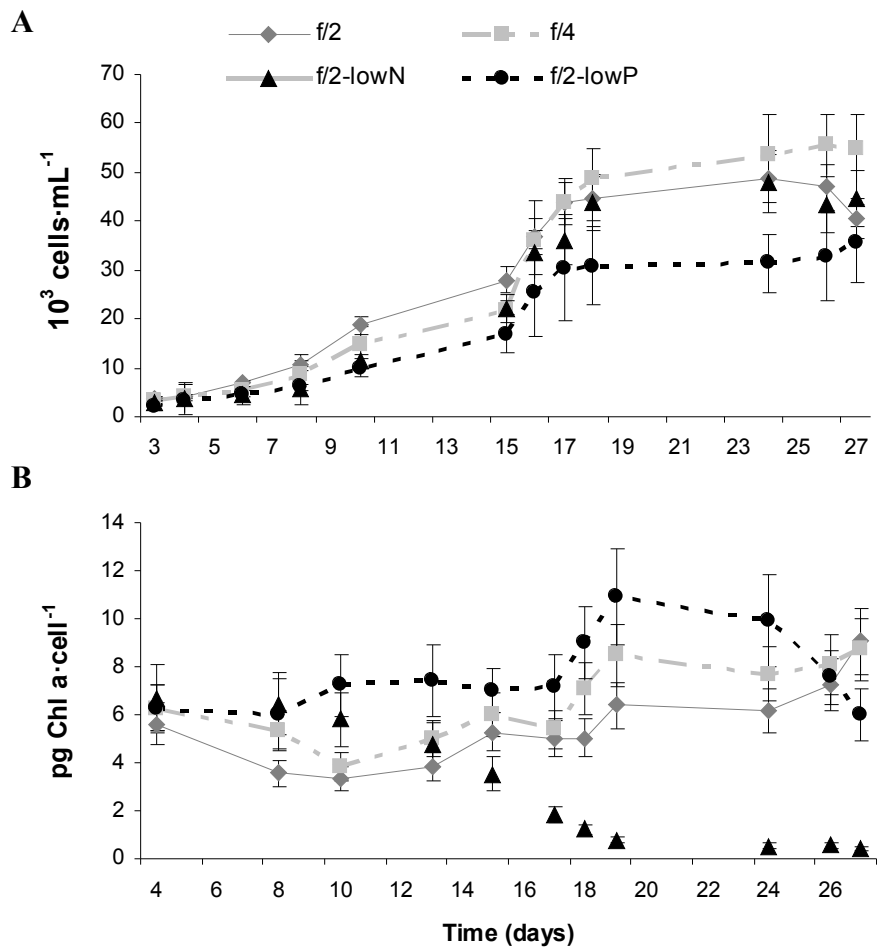 A
f/2
f/4
f/2-lowN
f/2-lowP
70
60
50
40
30
20
10
0
10³ cells·mL⁻¹
3 5 7 9 11 13 15 17 19 21 23 25 27
B
14
12
10
8
6
4
2
0
pg Chl a·cell⁻¹
4 6 8 10 12 14 16 18 20 22 24 26
Time (days)